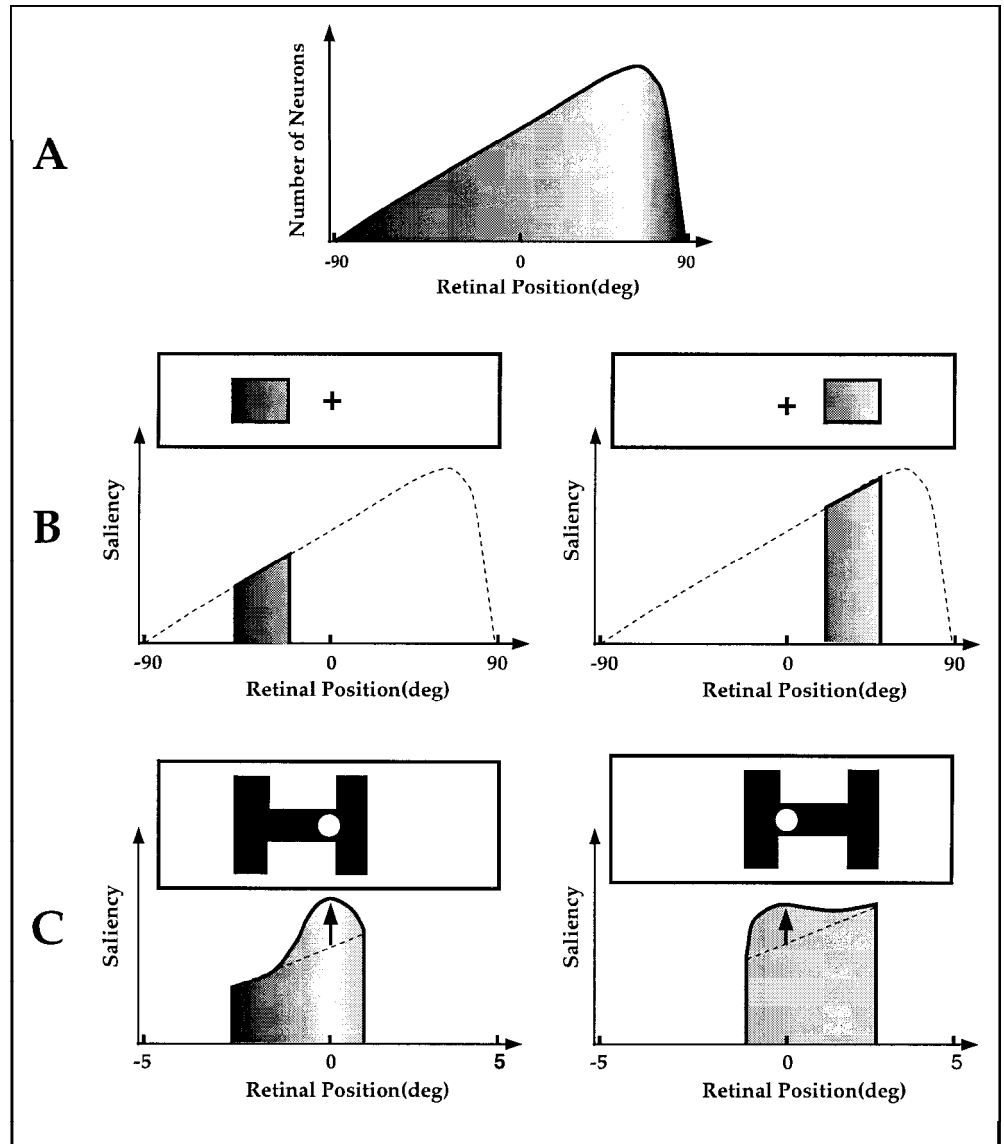 A
Number of Neurons
-90
0
90
Retinal Position(deg)
B
+
Saliency
-90
0
90
Retinal Position(deg)
+
Saliency
-90
0
90
Retinal Position(deg)
C
Saliency
-5
0
5
Retinal Position(deg)
Saliency
-5
0
5
Retinal Position(deg)